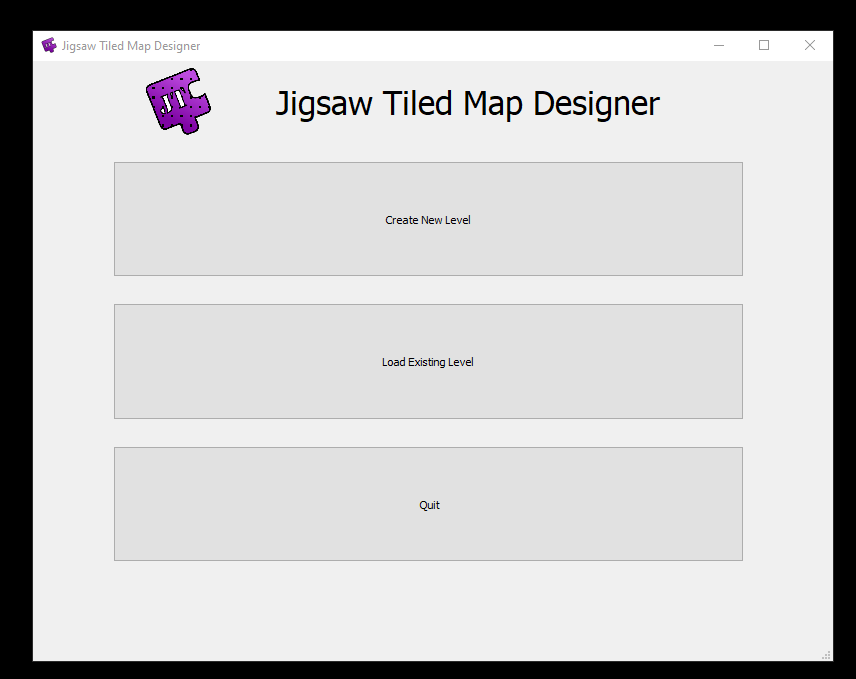 Jigsaw Tiled Map Designer
Jigsaw Tiled Map Designer
Create New Level
Load Existing Level
Quit